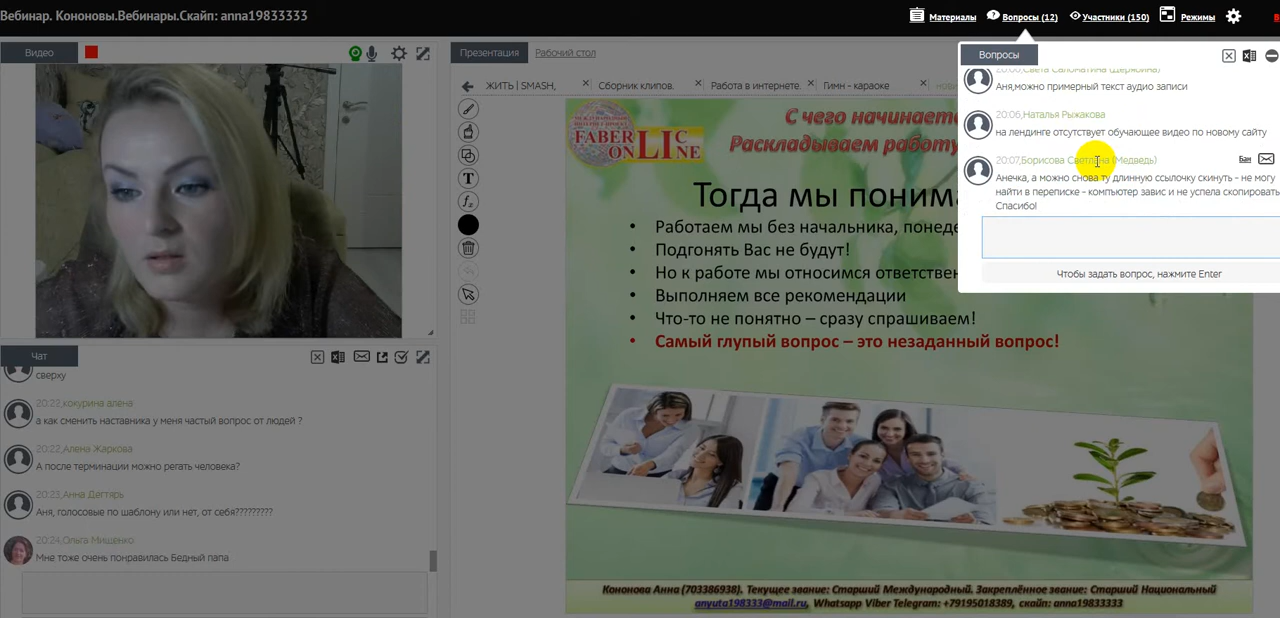 Вебинар. Кононовы.Вебинары.Скайп: anna19833333
Материалы
Вопросы (12)
Участники (150)
Режимы
Видео
Презентация
Рабочий стол
ЖИТЬ | SMASH,
Сборник клипов.
Работа в интернете.
Гимн - караоке
FABER LIC
ON LINE
С чего начинается
Раскладываем работу
Тогда мы поним
• Работаем мы без начальника, понеде
• Подгонять Вас не будут!
• Но к работе мы относимся ответствен
• Выполняем все рекомендации
• Что-то не понятно – сразу спрашиваем!
• Самый глупый вопрос – это незаданный вопрос!
Кононова Анна (703386938). Текущее звание: Старший Международный. Закреплённое звание: Старший Национальный
anyuta198333@mail.ru, Whatsapp Viber Telegram: +79195018389, скайп: anna19833333
Вопросы
Аня,можно примерный текст аудио записи
20:06,Наталья Рыжакова
на лендинге отсутствует обучающее видео по новому сайту
20:07,Борисова Светлана (Медведь)
Бан
Анечка, а можно снова ту длинную ссылочку скинуть - не могу
найти в переписке - компьютер завис и не успела скопировать
Спасибо!
Чтобы задать вопрос, нажмите Enter
Чат
сверху
20:22,кокурина алена
а как сменить наставника у меня частый вопрос от людей ?
20:22,Алена Жаркова
А после терминации можно регать человека?
20:23,Анна Дегтярь
Аня, голосовые по шаблону или нет, от себя?????????
20:24,Ольга Мищенко
Мне тоже очень понравилась Бедный папа